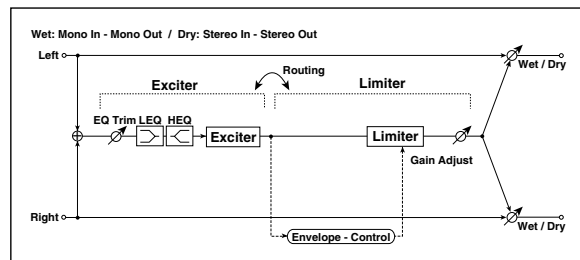 Wet: Mono In - Mono Out / Dry: Stereo In - Stereo Out
Left
Wet / Dry
Routing
Exciter
Limiter
EQ Trim LEQ HEQ
Exciter
Limiter
Gain Adjust
Right
Wet / Dry
Envelope - Control